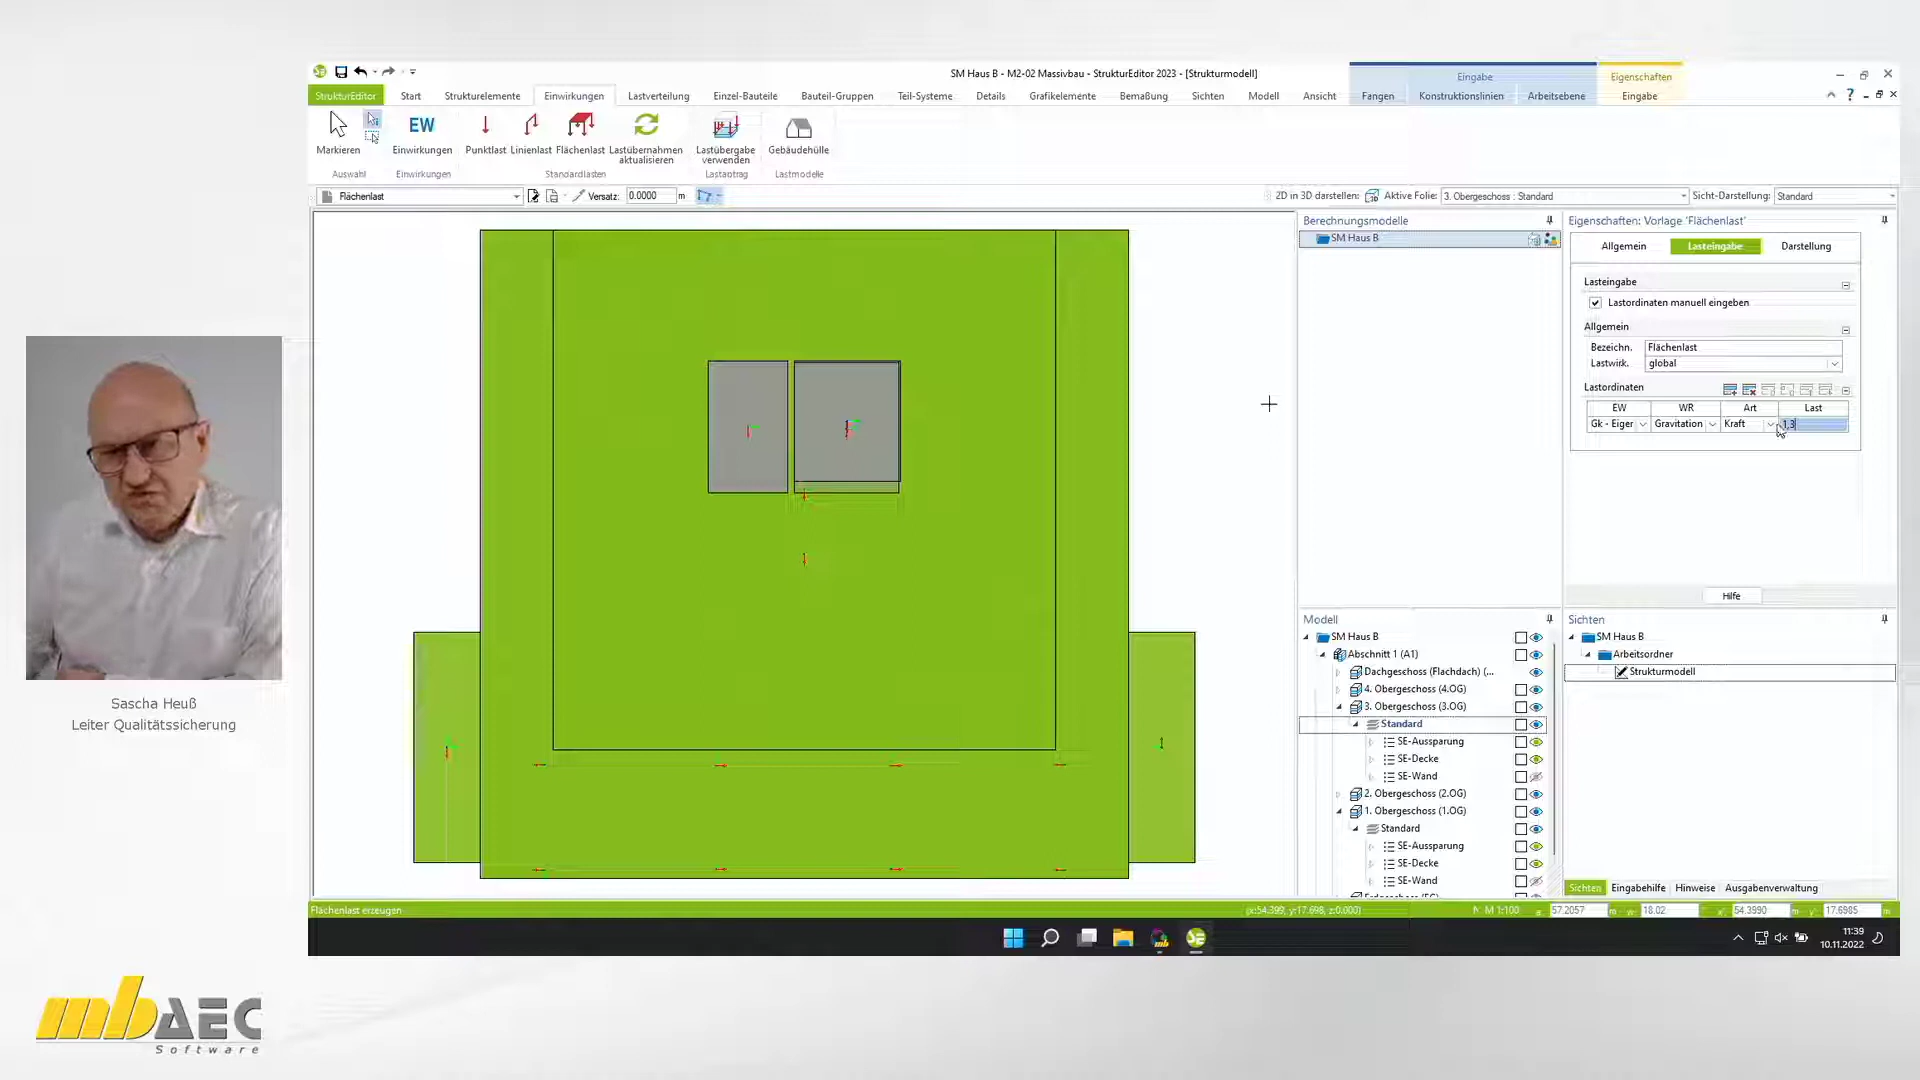 SM Haus B - M2-02 Massivbau - StrukturEditor 2023 - [Strukturmodell]
Eingabe
Eigenschaften
StrukturEditor
Start
Strukturelemente
Einwirkungen
Lastverteilung
Einzel-Bauteile
Bauteil-Gruppen
Teil-Systeme
Details
Grafikelemente
Bemaßung
Sichten
Modell
Ansicht
Fangen
Konstruktionslinien
Arbeitsebene
Eingabe
EW
Markieren
Einwirkungen
Punktlast
Linienlast
Flächenlast
Lastübernahmen aktualisieren
Lastübergabe verwenden
Gebäudehülle
Auswahl
Einwirkungen
Standardlasten
Lastabtrag
Lastmodelle
Flächenlast
Versatz:
0.0000
m
2D in 3D darstellen:
Aktive Folie:
3. Obergeschoss : Standard
Sicht-Darstellung:
Standard
Berechnungsmodelle
SM Haus B
Eigenschaften: Vorlage 'Flächenlast'
Allgemein
Lasteingabe
Darstellung
Lasteingabe
Lastordinaten manuell eingeben
Allgemein
Bezeichn.
Flächenlast
Lastwirk.
global
Lastordinaten
EW
WR
Art
Last
Gk - Eiger
Gravitation
Kraft
1,3
Hilfe
Modell
SM Haus B
Abschnitt 1 (A1)
Dachgeschoss (Flachdach) (...
4. Obergeschoss (4.OG)
3. Obergeschoss (3.OG)
Standard
SE-Aussparung
SE-Decke
SE-Wand
2. Obergeschoss (2.OG)
1. Obergeschoss (1.OG)
Standard
SE-Aussparung
SE-Decke
SE-Wand
Sichten
SM Haus B
Arbeitsordner
Strukturmodell
Sichten
Eingabehilfe
Hinweise
Ausgabenverwaltung
Flächenlast erzeugen
(x:54.399; y:17.698; z:0.000)
M 1:100
57.2057
m
18.02
54.3990
m
17.6985
m
11:39
10.11.2022
Sascha Heuß
Leiter Qualitätssicherung
mbAEC
Software